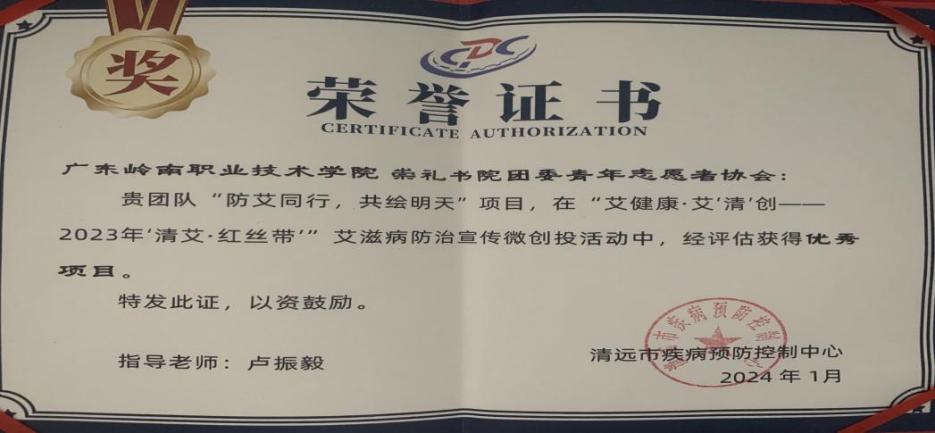 奖
CDC
荣誉证书
CERTIFICATE AUTHORIZATION
广东岭南职业技术学院 崇礼书院团委青年志愿者协会：
贵团队“防艾同行，共绘明天”项目，在“艾健康·艾‘清’创——
2023年‘清艾·红丝带’”艾滋病防治宣传微创投活动中，经评估获得优秀
项目。
特发此证，以资鼓励。
指导老师：卢振毅
清远市疾病预防控制中心
2024 年 1月